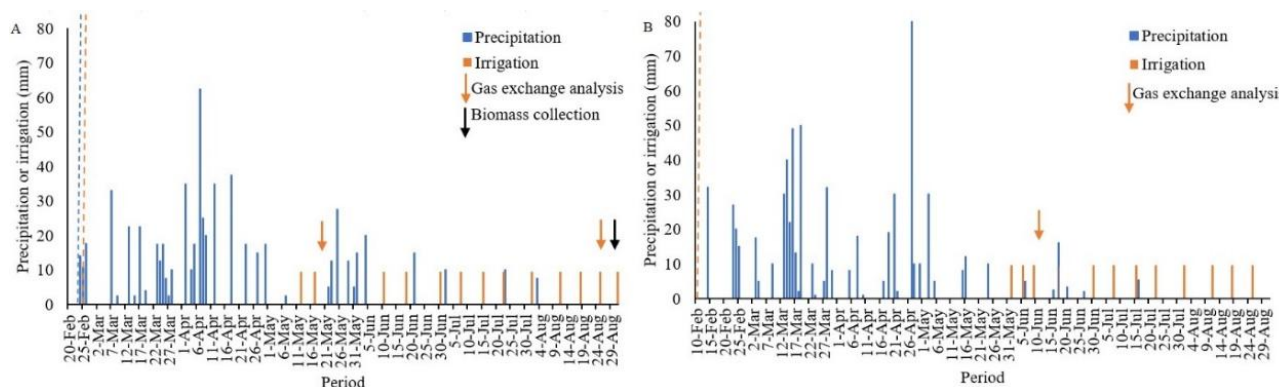 A
Precipitation or irrigation (mm)
80
70
60
50
40
30
20
10
0
Precipitation
Irrigation
Gas exchange analysis
Biomass collection
20-Feb
25-Feb
2-Mar
7-Mar
12-Mar
17-Mar
22-Mar
27-Mar
1-Apr
6-Apr
11-Apr
16-Apr
21-Apr
26-Apr
1-May
6-May
11-May
16-May
21-May
26-May
31-May
5-Jun
10-Jun
15-Jun
20-Jun
25-Jun
30-Jun
5-Jul
10-Jul
15-Jul
20-Jul
25-Jul
30-Jul
4-Aug
9-Aug
14-Aug
19-Aug
24-Aug
29-Aug
Period
B
Precipitation or irrigation (mm)
80
70
60
50
40
30
20
10
0
Precipitation
Irrigation
Gas exchange analysis
10-Feb
15-Feb
20-Feb
25-Feb
2-Mar
7-Mar
12-Mar
17-Mar
22-Mar
27-Mar
1-Apr
6-Apr
11-Apr
16-Apr
21-Apr
26-Apr
1-May
6-May
11-May
16-May
21-May
26-May
31-May
5-Jun
10-Jun
15-Jun
20-Jun
25-Jun
30-Jun
5-Jul
10-Jul
15-Jul
20-Jul
25-Jul
30-Jul
4-Aug
9-Aug
14-Aug
19-Aug
24-Aug
29-Aug
Period